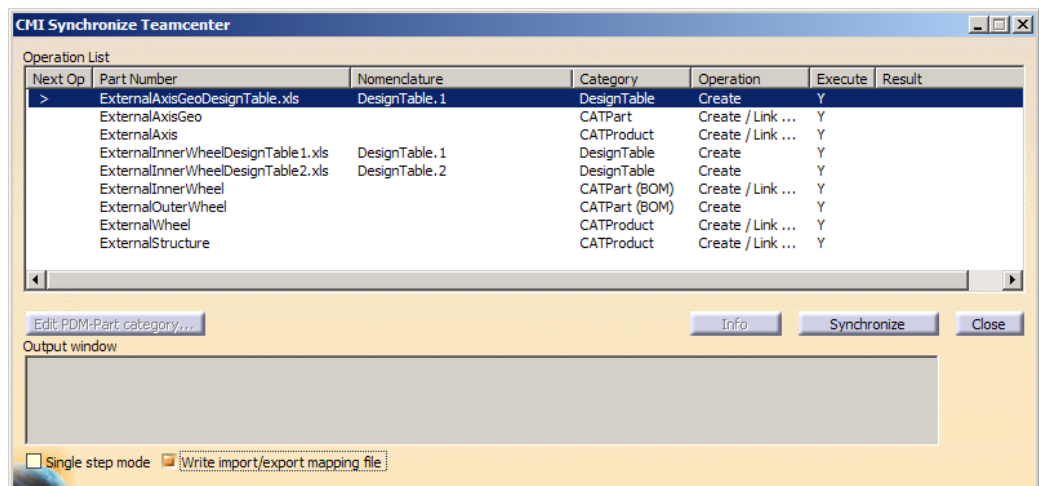 CMI Synchronize Teamcenter
Operation List
Next Op Part Number Nomenclature Category Operation Execute Result
> ExternalAxisGeoDesignTable.xls DesignTable.1 DesignTable Create Y
ExternalAxisGeo CATPart Create / Link ... Y
ExternalAxis CATProduct Create / Link ... Y
ExternalInnerWheelDesignTable1.xls DesignTable.1 DesignTable Create Y
ExternalInnerWheelDesignTable2.xls DesignTable.2 DesignTable Create Y
ExternalInnerWheel CATPart (BOM) Create / Link ... Y
ExternalOuterWheel CATPart (BOM) Create Y
ExternalWheel CATProduct Create / Link ... Y
ExternalStructure CATProduct Create / Link ... Y
Edit PDM-Part category... Info Synchronize Close
Output window
Single step mode Write import/export mapping file